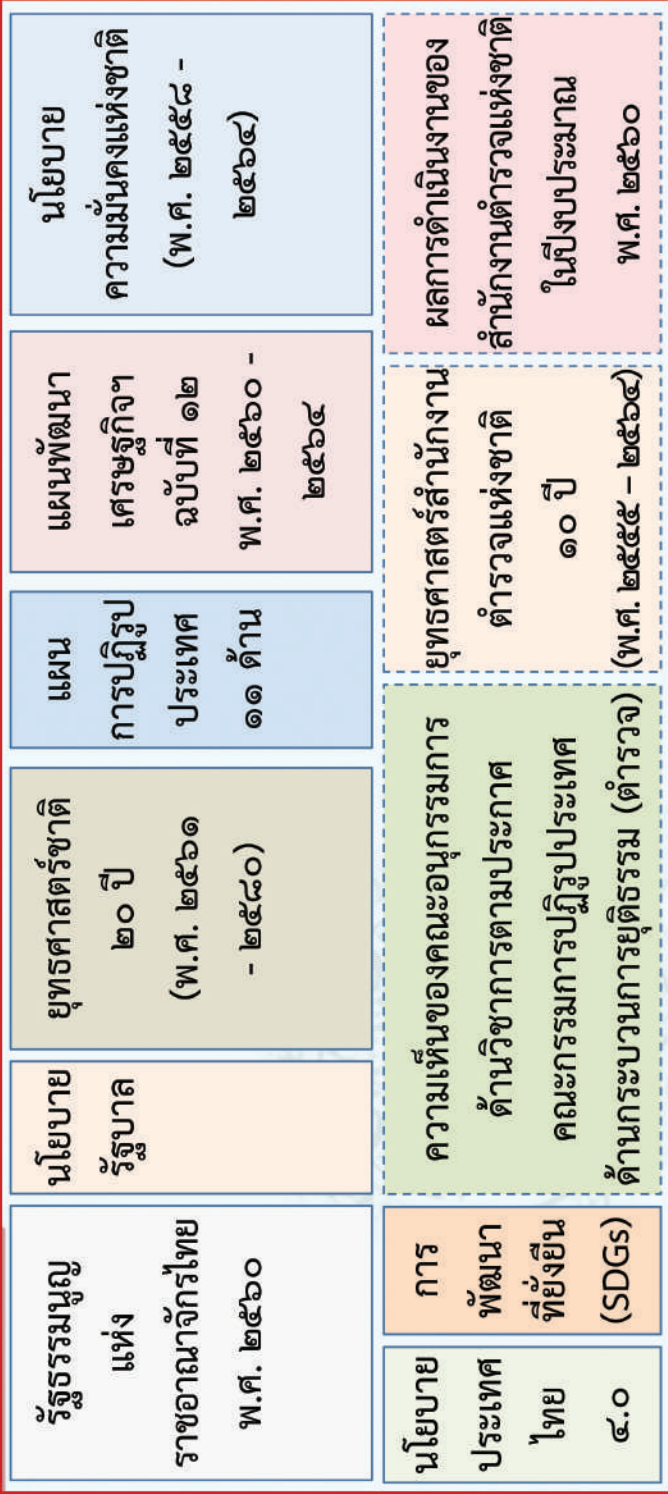 รัฐธรรมนูญ
แห่ง
ราชอาณาจักรไทย
พ.ศ. ๒๕๖๐
นโยบาย
รัฐบาล
ยุทธศาสตร์ชาติ
๒๐ ปี
(พ.ศ. ๒๕๖๑
- ๒๕๘๐)
แผน
การปฏิรูป
ประเทศ
๑๑ ด้าน
แผนพัฒนา
เศรษฐกิจฯ
ฉบับที่ ๑๒
พ.ศ. ๒๕๖๐ -
๒๕๖๔
นโยบาย
ความมั่นคงแห่งชาติ
(พ.ศ. ๒๕๕๘ -
๒๕๖๔)
นโยบาย
ประเทศ
ไทย
๔.๐
การ
พัฒนา
ที่ยั่งยืน
(SDGs)
ความเห็นของคณะอนุกรรมการ
ด้านวิชาการตามประกาศ
คณะกรรมการปฏิรูปประเทศ
ด้านกระบวนการยุติธรรม (ตำรวจ)
ยุทธศาสตร์สำนักงาน
ตำรวจแห่งชาติ
๑๐ ปี
(พ.ศ. ๒๕๕๕ – ๒๕๖๔)
ผลการดำเนินงานของ
สำนักงานตำรวจแห่งชาติ
ในปีงบประมาณ
พ.ศ. ๒๕๖๐